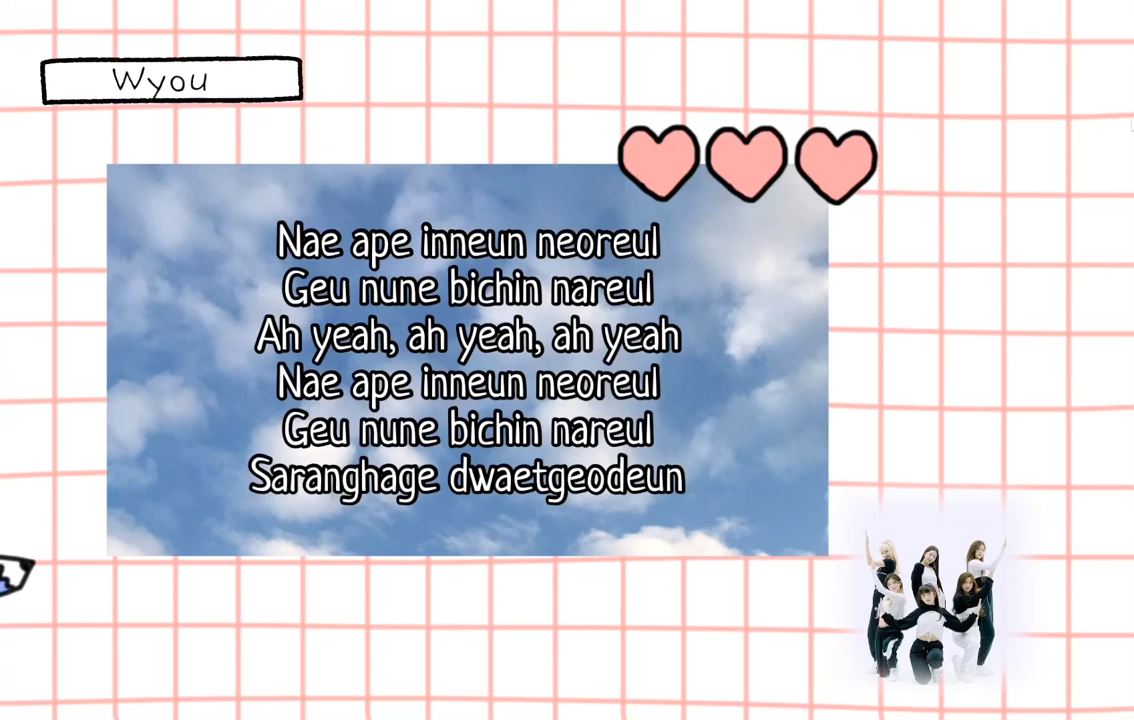 Wyou
Nae ape inneun neoreul
Geu nune bichin nareul
Ah yeah, ah yeah, ah yeah
Nae ape inneun neoreul
Geu nune bichin nareul
Saranghage dwaetgeodeun